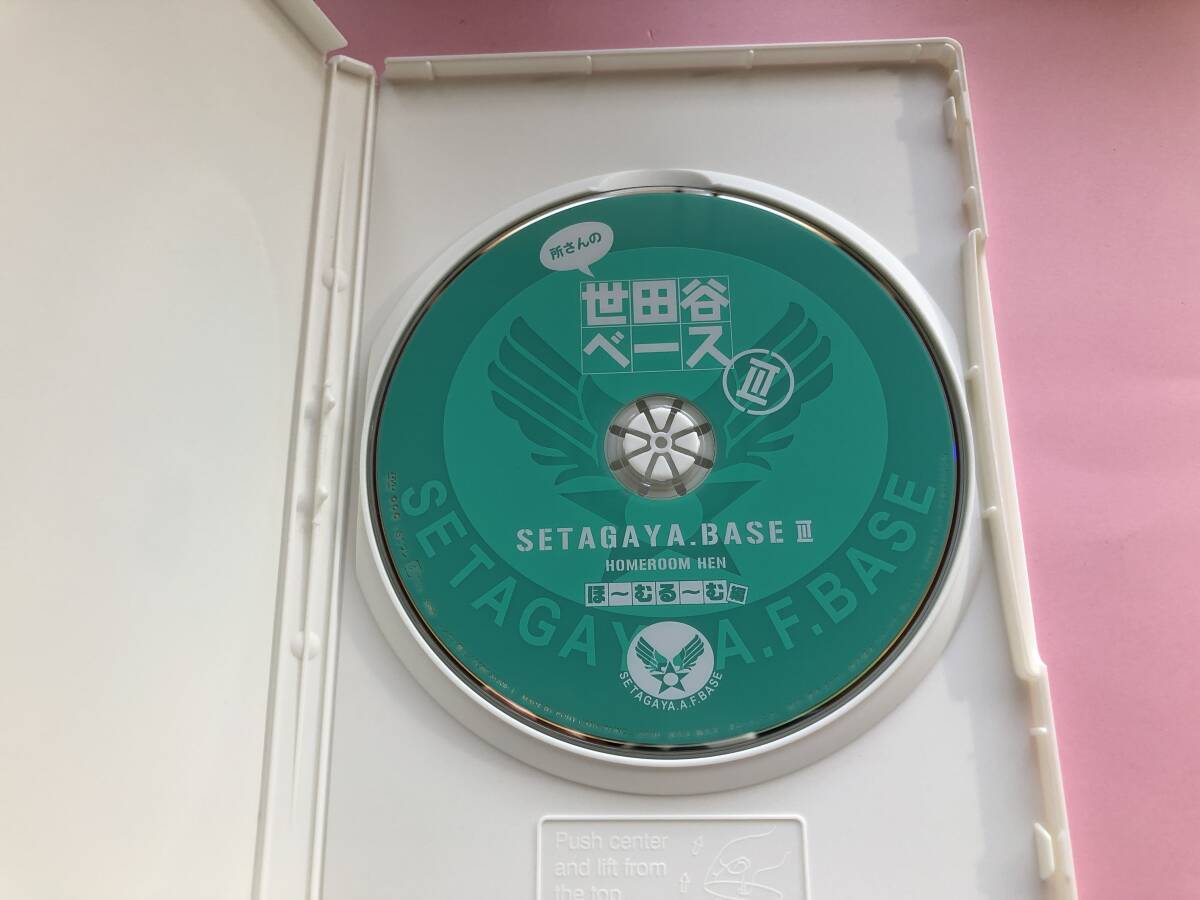 所さんの
世田谷
ベース
III
SETAGAYA.BASE III
HOMEROOM HEN
ほ〜むる〜む編
SETAGAYA.A.F.BASE
SETAGAYA.A.F.BASE
Push center
and lift from
the top